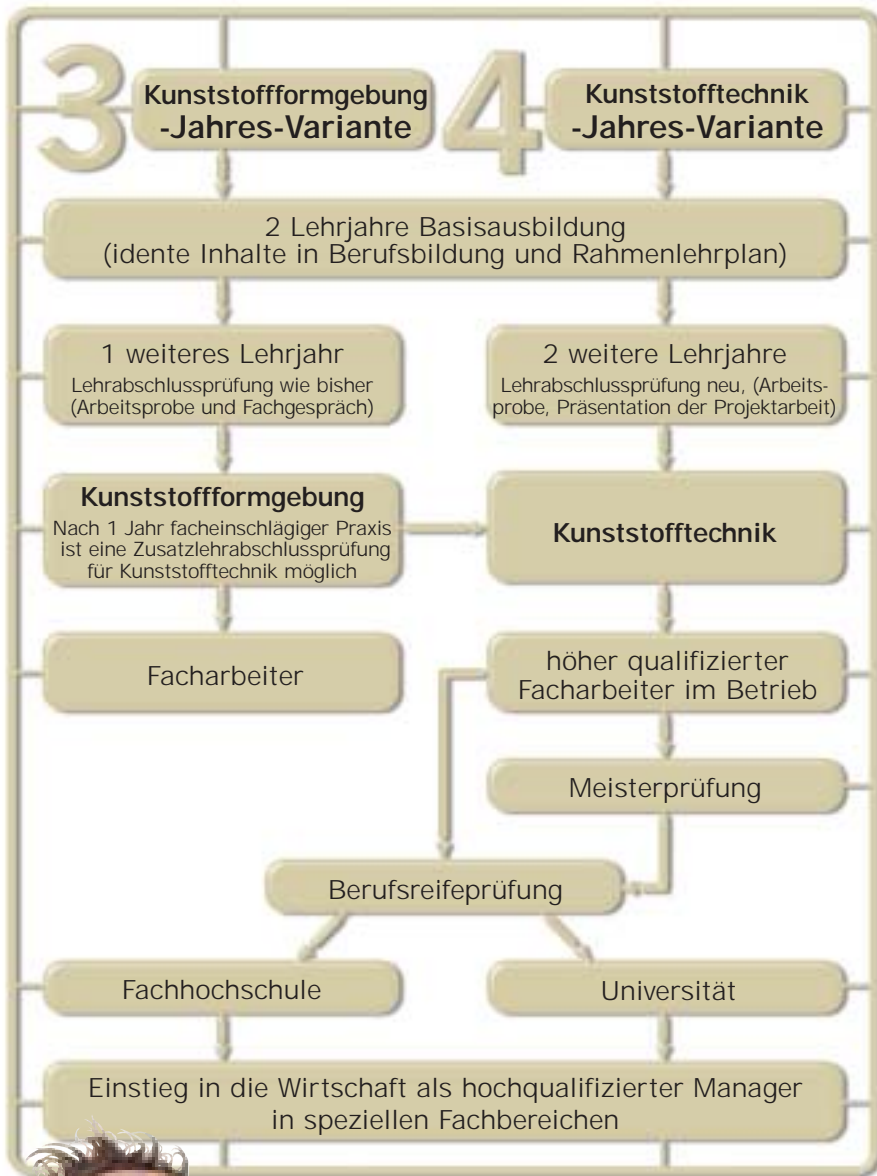 3
Kunststoffformgebung
-Jahres-Variante
4
Kunststofftechnik
-Jahres-Variante
2 Lehrjahre Basisausbildung
(idente Inhalte in Berufsbildung und Rahmenlehrplan)
1 weiteres Lehrjahr
Lehrabschlussprüfung wie bisher
(Arbeitsprobe und Fachgespräch)
2 weitere Lehrjahre
Lehrabschlussprüfung neu, (Arbeits-
probe, Präsentation der Projektarbeit)
Kunststoffformgebung
Nach 1 Jahr facheinschlägiger Praxis
ist eine Zusatzlehrabschlussprüfung
für Kunststofftechnik möglich
Kunststofftechnik
Facharbeiter
höher qualifizierter
Facharbeiter im Betrieb
Meisterprüfung
Berufsreifeprüfung
Fachhochschule
Universität
Einstieg in die Wirtschaft als hochqualifizierter Manager
in speziellen Fachbereichen